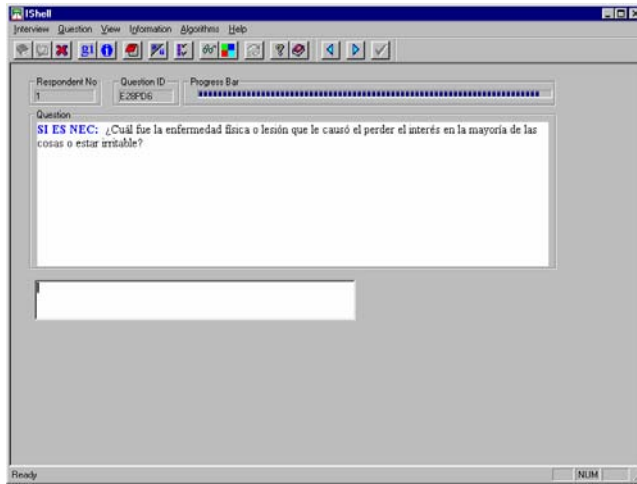 IShell
Interview Question View Information Algorithms Help
Respondent No
Question ID
Progress Bar
1
E28PD6
Question
SI ES NEC: ¿Cuál fue la enfermedad física o lesión que le causó el perder el interés en la mayoría de las
cosas o estar irritable?
Ready
NUM